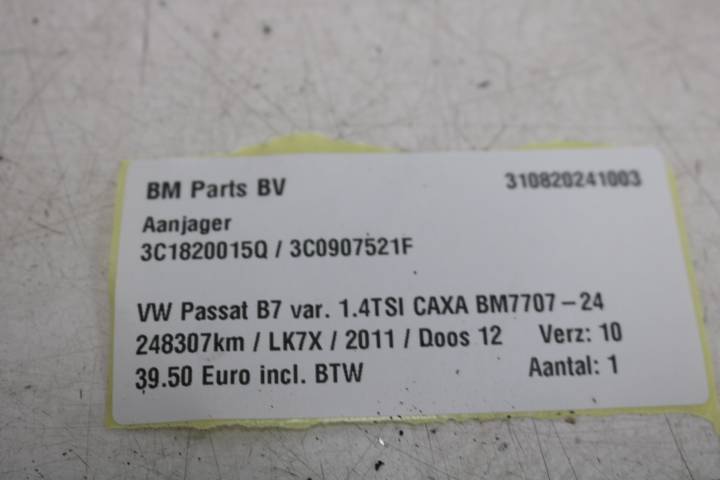 BM Parts BV 310820241003
Aanjager
3C1820015Q / 3C0907521F
VW Passat B7 var. 1.4TSI CAXA BM7707-24
248307km / LK7X / 2011 / Doos 12 Verz: 10
39.50 Euro incl. BTW Aantal: 1